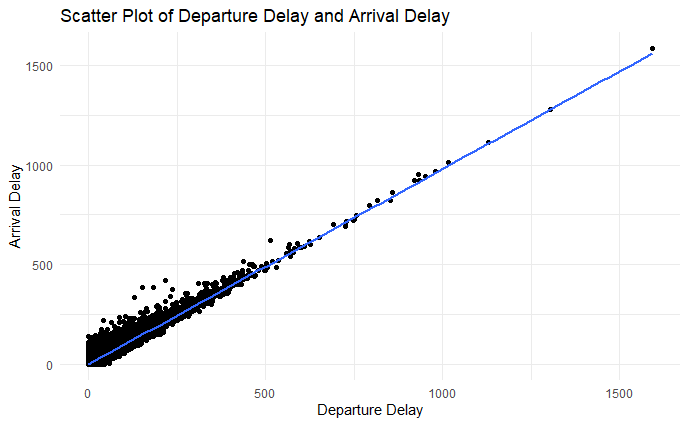 Scatter Plot of Departure Delay and Arrival Delay
1500
1000
500
0
Arrival Delay
0 500 1000 1500
Departure Delay